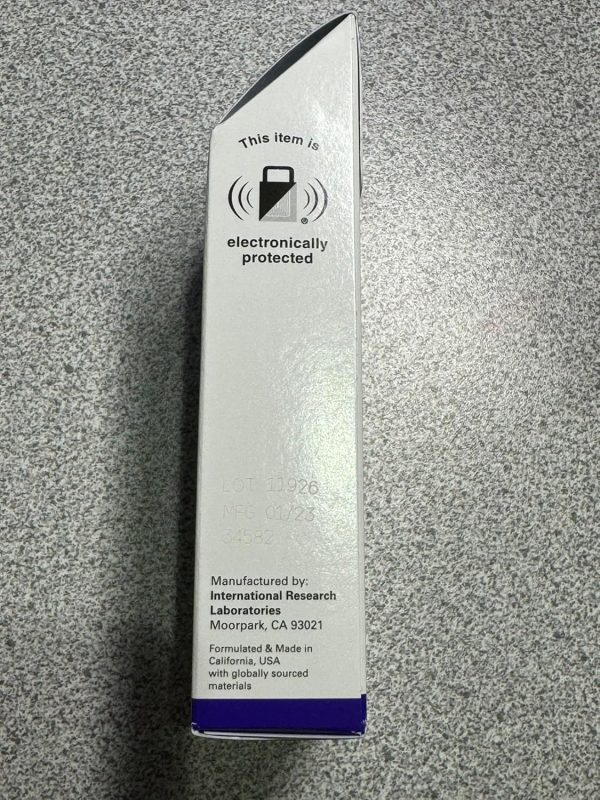 This item is
®
electronically
protected
LOT 11926
MFG 01/23
34582
Manufactured by:
International Research
Laboratories
Moorpark, CA 93021
Formulated & Made in
California, USA
with globally sourced
materials